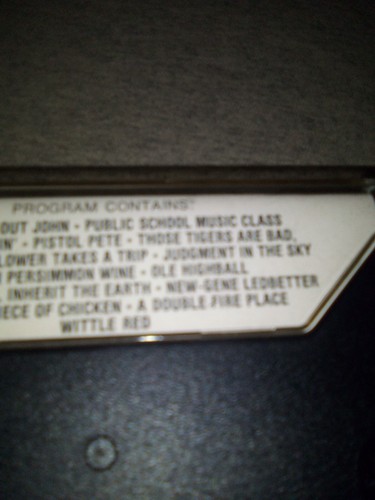 PROGRAM CONTAINS:
OUT JOHN • PUBLIC SCHOOL MUSIC CLASS
IN' • PISTOL PETE • THOSE TIGERS ARE BAD,
LOWER TAKES A TRIP • JUDGMENT IN THE SKY
PERSIMMON WINE • OLE HIGHBALL
INHERIT THE EARTH • NEW-GENE LEDBETTER
IECE OF CHICKEN • A DOUBLE FIRE PLACE
WITTLE RED